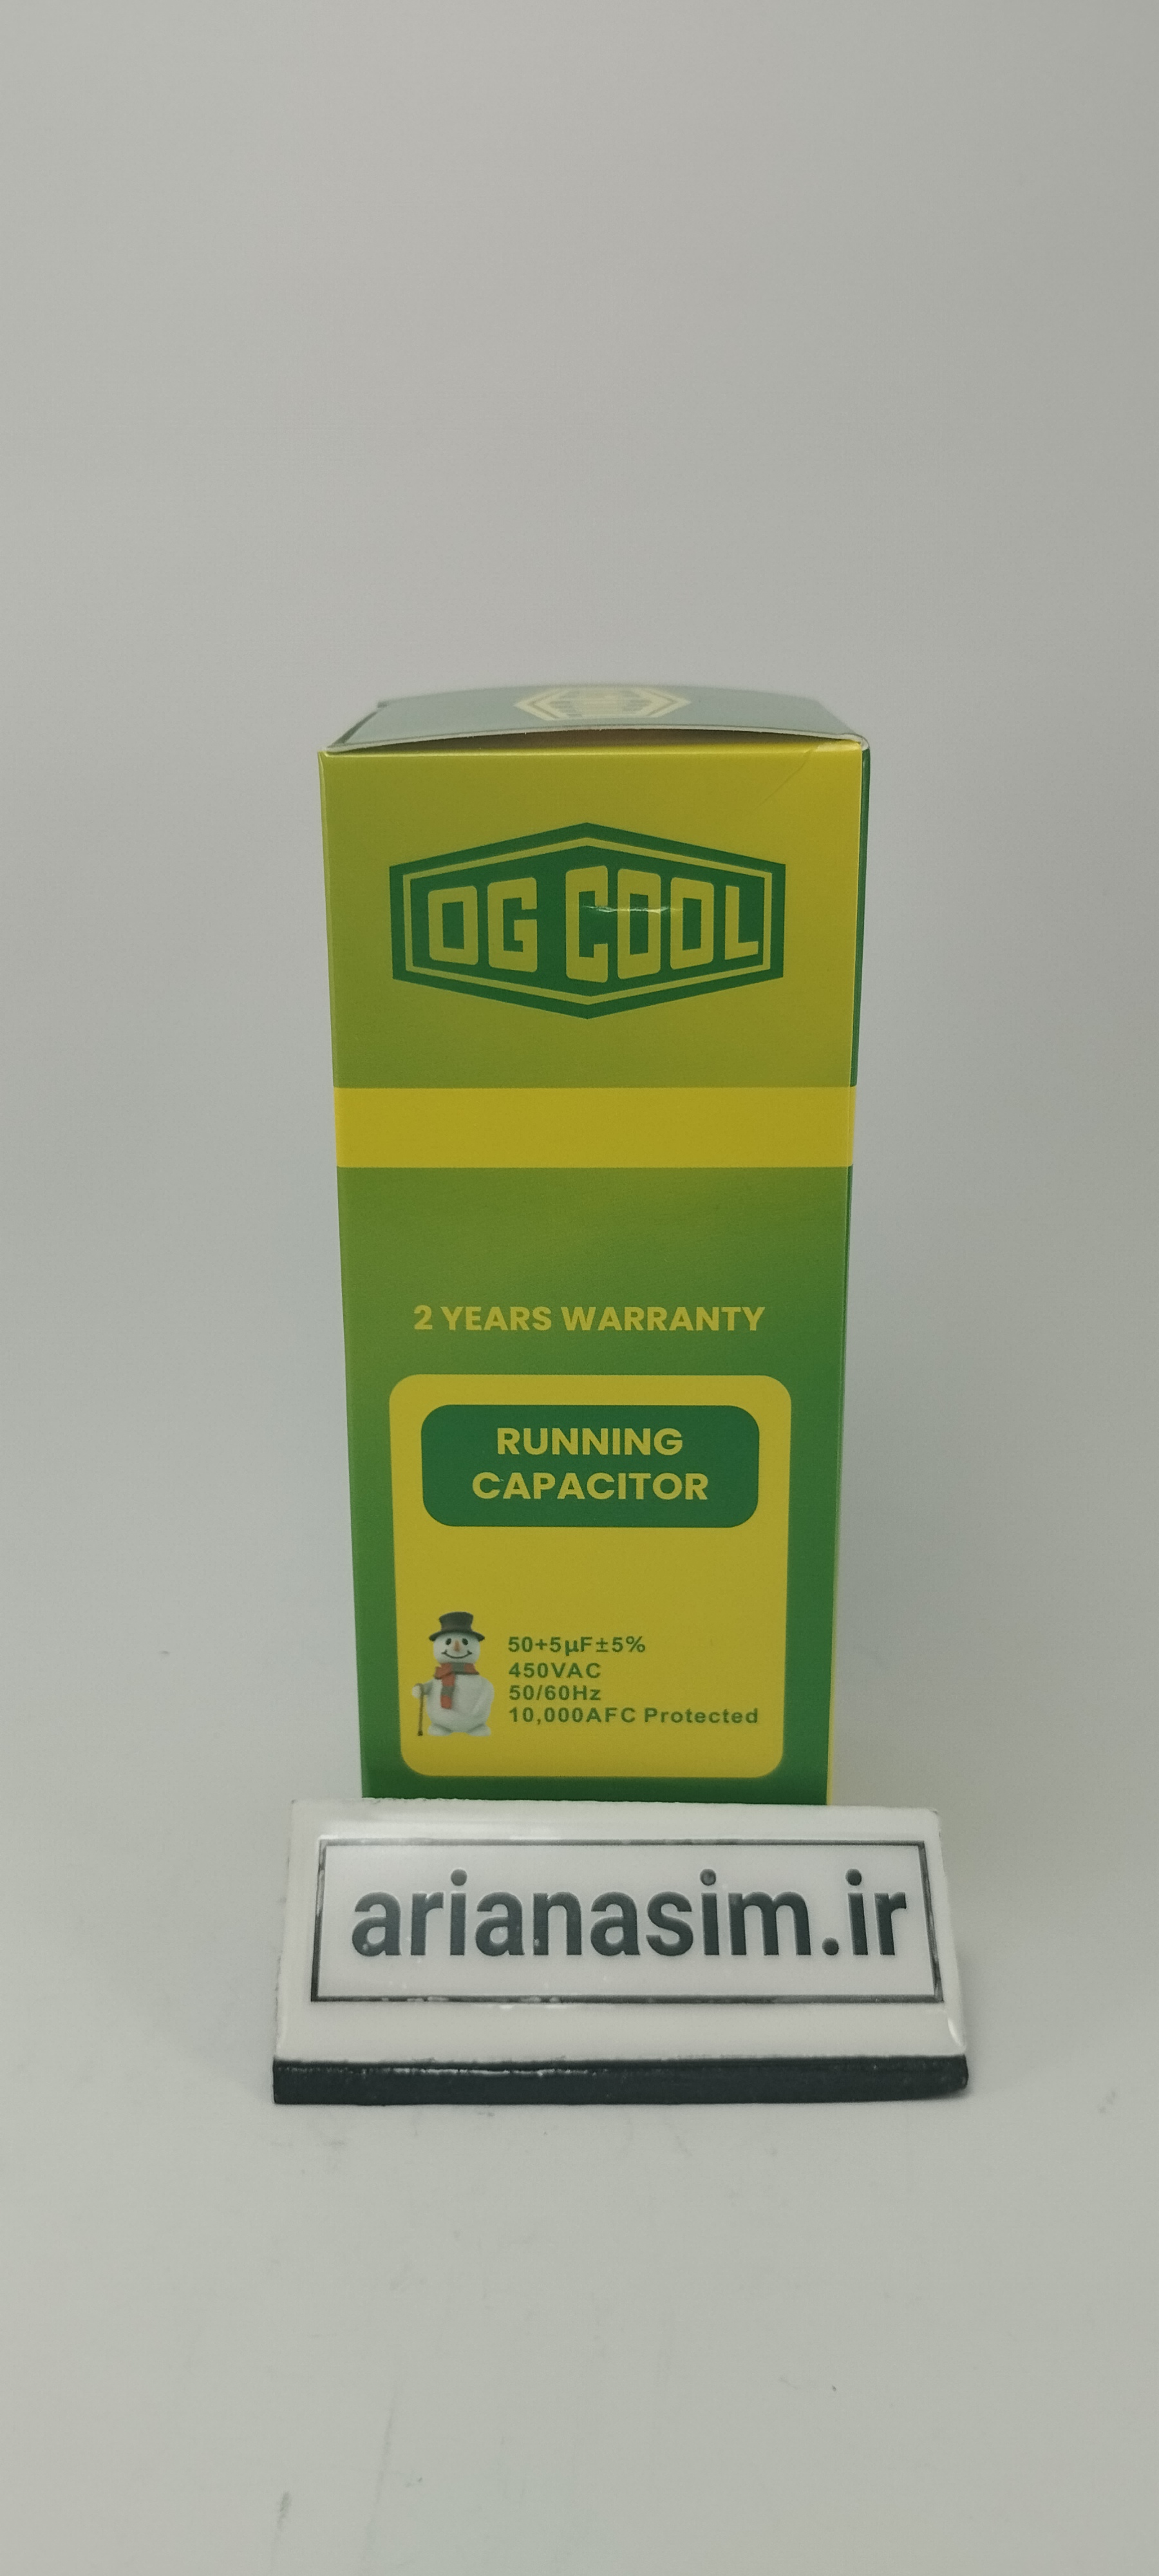 OG COOL
2 YEARS WARRANTY
RUNNING
CAPACITOR
50+5µF±5%
450VAC
50/60Hz
10,000AFC Protected
arianasim.ir